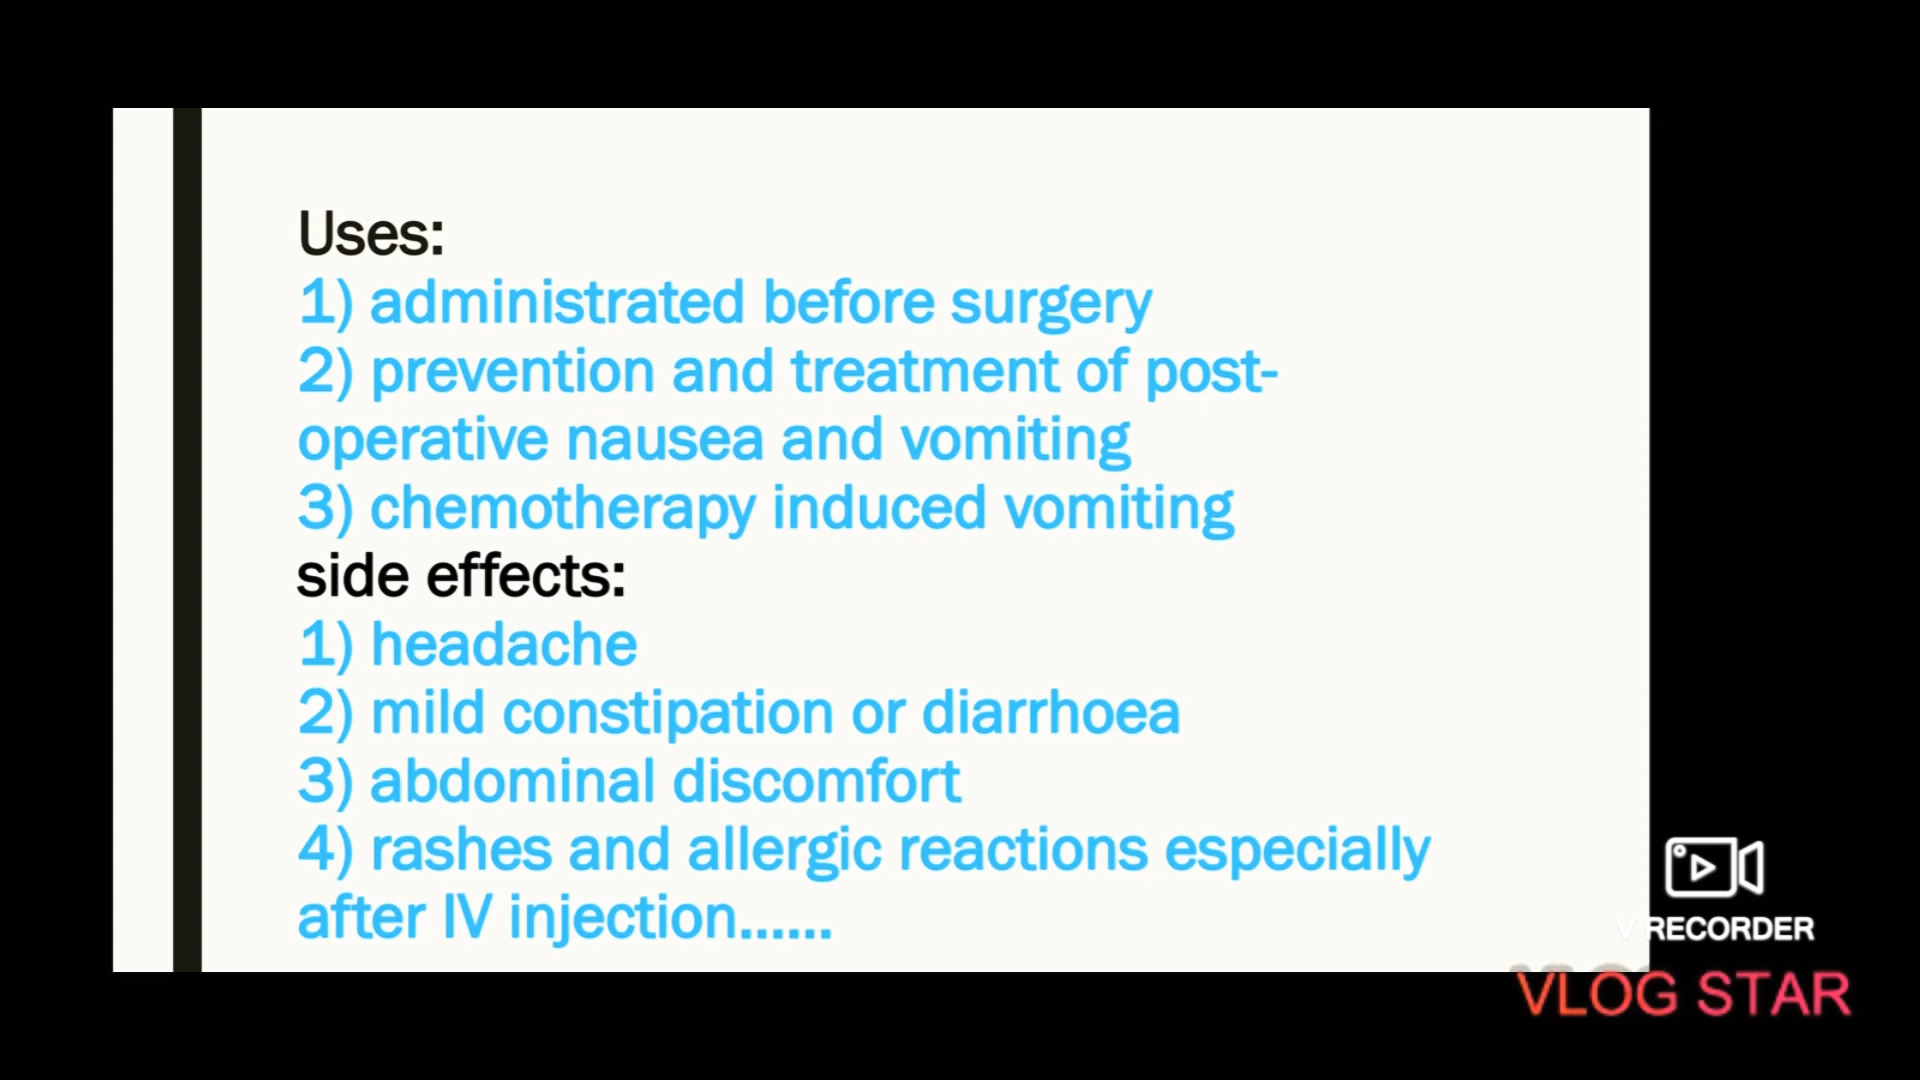 Uses:
1) administrated before surgery
2) prevention and treatment of post-
operative nausea and vomiting
3) chemotherapy induced vomiting
side effects:
1) headache
2) mild constipation or diarrhoea
3) abdominal discomfort
4) rashes and allergic reactions especially
after IV injection......
V RECORDER
VLOG STAR